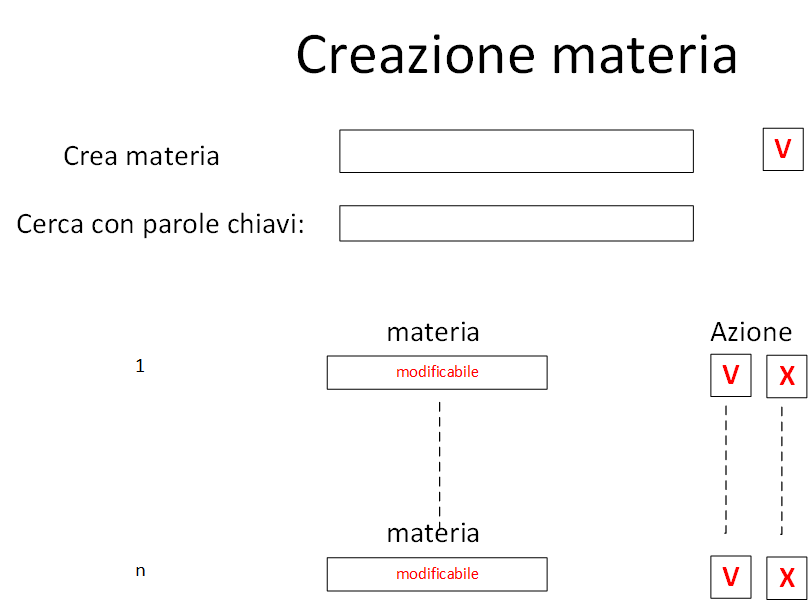 Creazione materia
Crea materia V
Cerca con parole chiavi:
materia Azione
1 modificabile V X
materia
n modificabile V X